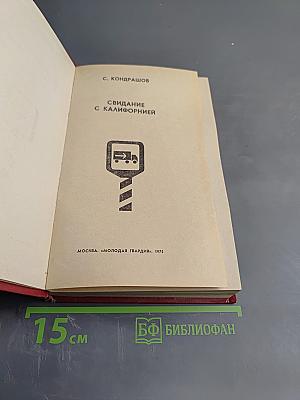 С. КОНДРАШОВ
СВИДАНИЕ
С КАЛИФОРНИЕЙ
МОСКВА, «МОЛОДАЯ ГВАРДИЯ», 1975
15 см
БФ БИБЛИОФАН